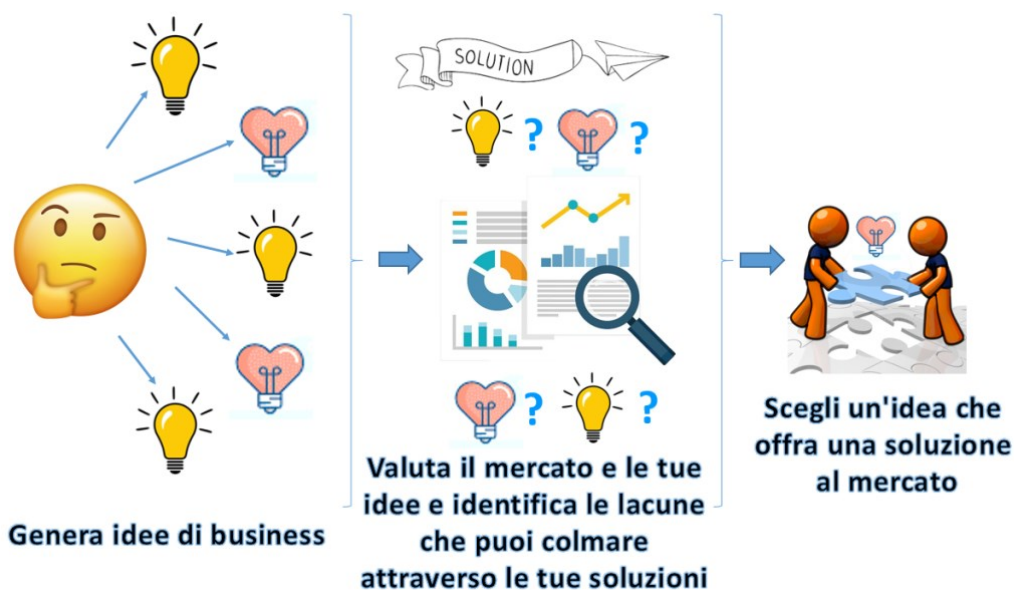 Genera idee di business
SOLUTION
?
?
?
?
Valuta il mercato e le tue
idee e identifica le lacune
che puoi colmare
attraverso le tue soluzioni
Scegli un'idea che
offra una soluzione
al mercato